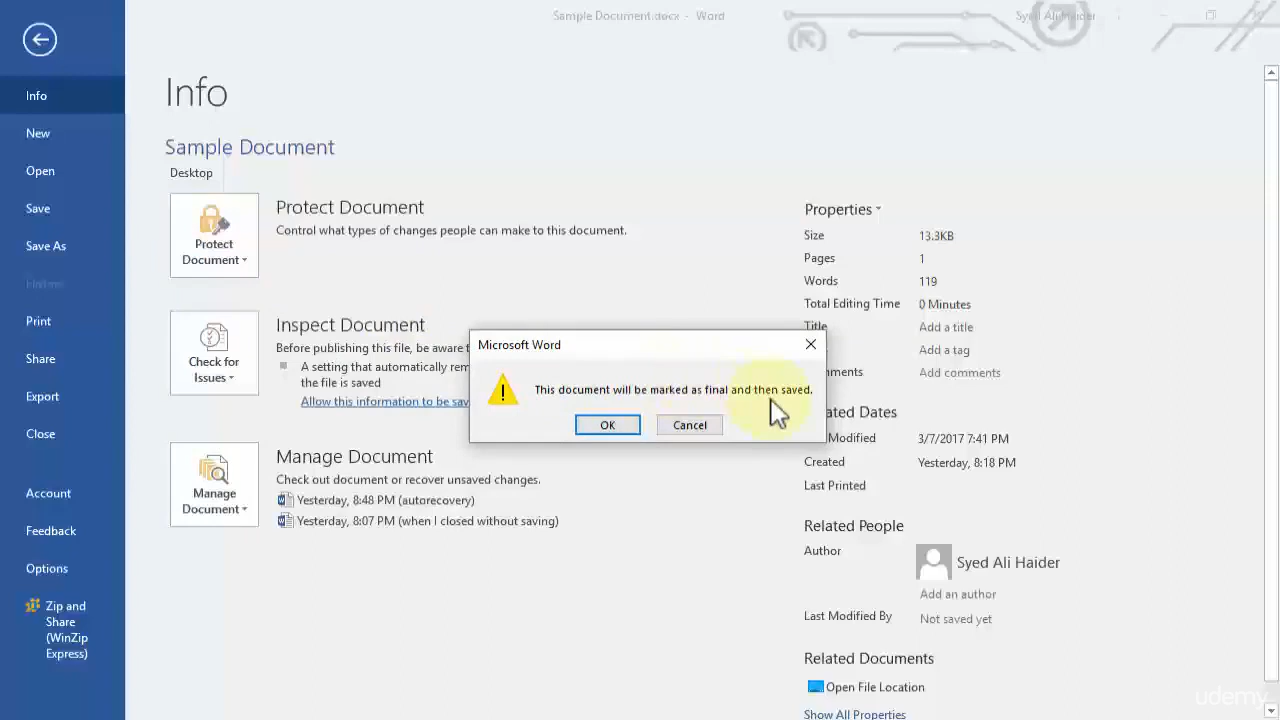 Sample Document.docx - Word
Syed Ali Haider
Info
New
Open
Save
Save As
History
Print
Share
Export
Close
Account
Feedback
Options
Zip and
Share
(WinZip
Express)
Info
Sample Document
Desktop
Protect
Document
Protect Document
Control what types of changes people can make to this document.
Check for
Issues
Inspect Document
Before publishing this file, be aware t
A setting that automatically rem
the file is saved
Allow this information to be sav
Manage
Document
Manage Document
Check out document or recover unsaved changes.
Yesterday, 8:48 PM (autorecovery)
Yesterday, 8:07 PM (when I closed without saving)
Microsoft Word
This document will be marked as final and then saved.
OK
Cancel
Properties
Size 13.3KB
Pages 1
Words 119
Total Editing Time 0 Minutes
Title Add a title
Add a tag
mments Add comments
ated Dates
Modified 3/7/2017 7:41 PM
Created Yesterday, 8:18 PM
Last Printed
Related People
Author Syed Ali Haider
Add an author
Last Modified By Not saved yet
Related Documents
Open File Location
Show All Properties
udemy